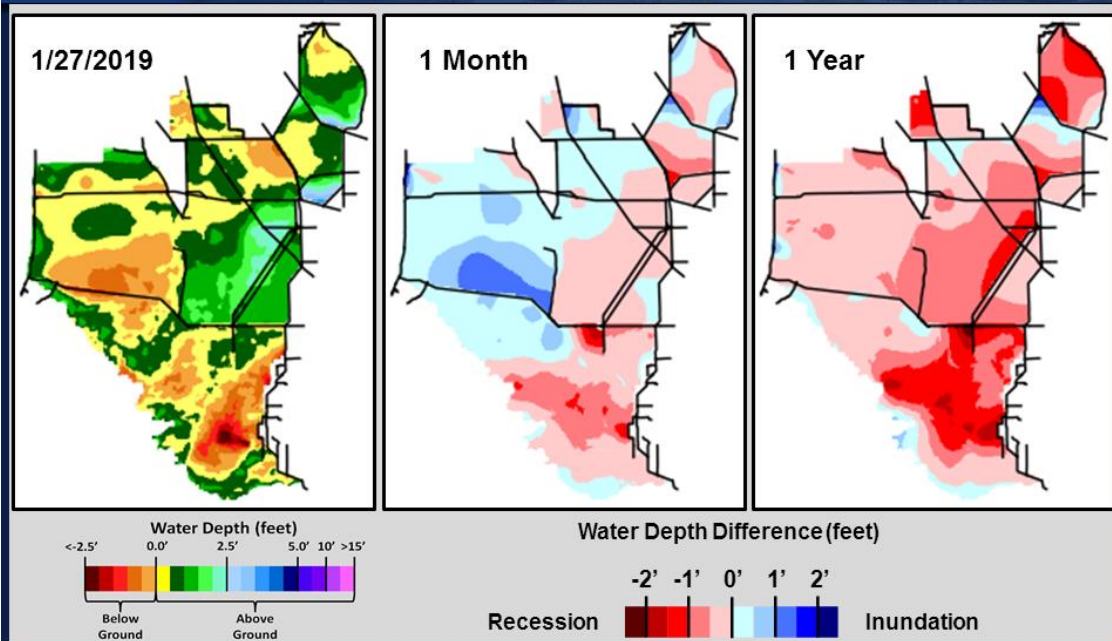 1/27/2019
1 Month
1 Year
Water Depth (feet)
<-2.5' 0.0' 2.5' 5.0' 10' >15'
Below
Ground
Above
Ground
Water Depth Difference (feet)
-2' -1' 0' 1' 2'
Recession
Inundation